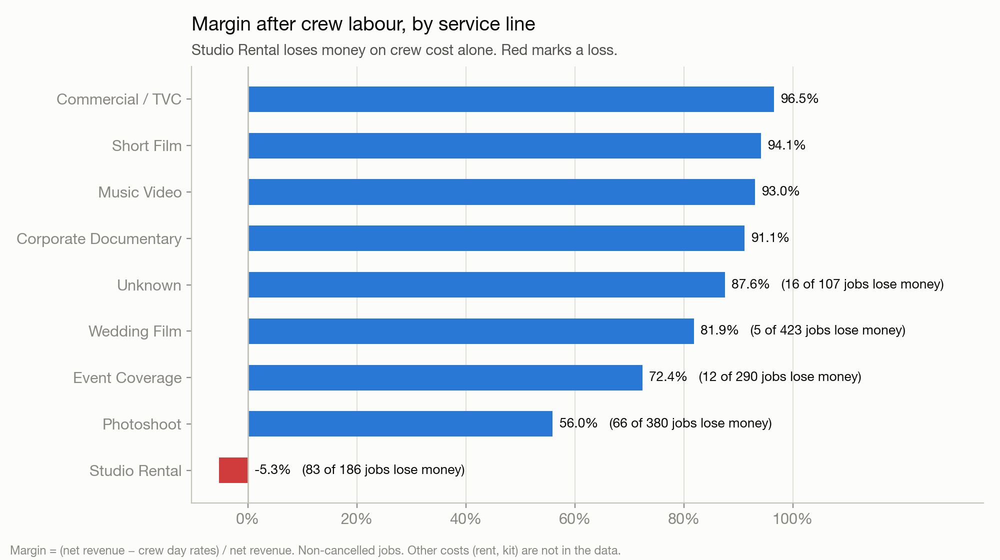 Margin after crew labour, by service line
Studio Rental loses money on crew cost alone. Red marks a loss.
Commercial / TVC 96.5%
Short Film 94.1%
Music Video 93.0%
Corporate Documentary 91.1%
Unknown 87.6% (16 of 107 jobs lose money)
Wedding Film 81.9% (5 of 423 jobs lose money)
Event Coverage 72.4% (12 of 290 jobs lose money)
Photoshoot 56.0% (66 of 380 jobs lose money)
Studio Rental -5.3% (83 of 186 jobs lose money)
0% 20% 40% 60% 80% 100%
Margin = (net revenue − crew day rates) / net revenue. Non-cancelled jobs. Other costs (rent, kit) are not in the data.